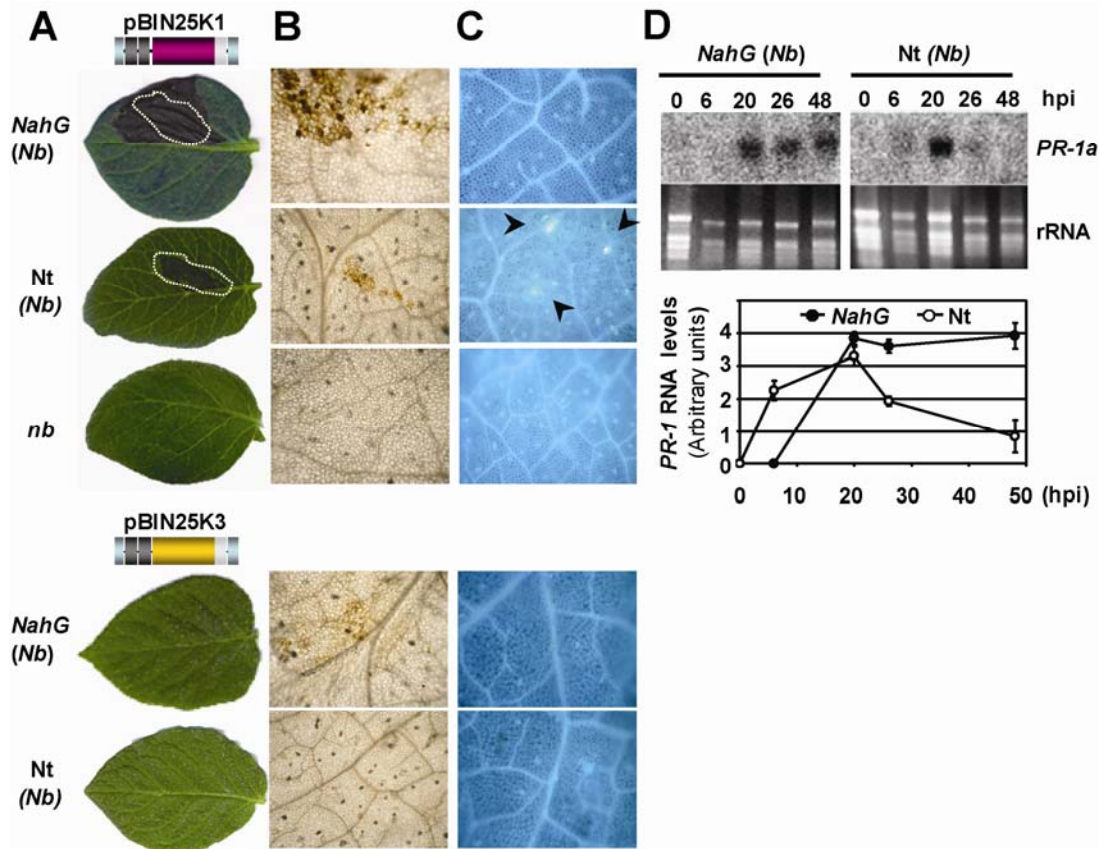 A
B
C
D
pBIN25K1
NahG
(Nb)
Nt
(Nb)
nb
pBIN25K3
NahG
(Nb)
Nt
(Nb)
NahG (Nb)
Nt (Nb)
0 6 20 26 48
0 6 20 26 48
hpi
PR-1a
rRNA
NahG
Nt
PR-1 RNA levels
(Arbitrary units)
4
3
2
1
0
0 10 20 30 40 50 (hpi)